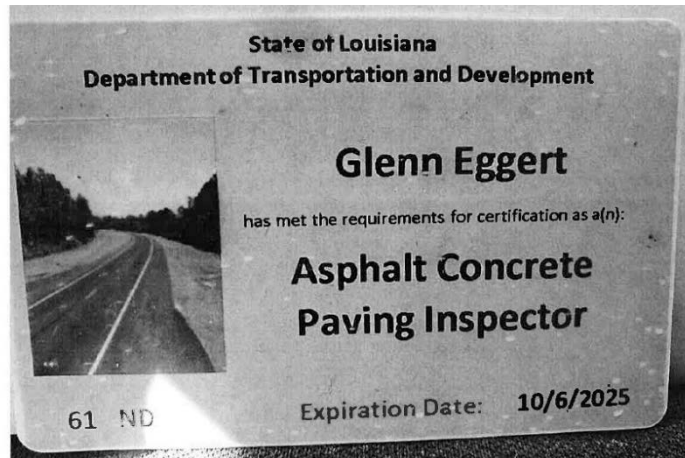 State of Louisiana
Department of Transportation and Development
Glenn Eggert
has met the requirements for certification as a(n):
Asphalt Concrete
Paving Inspector
61 ND
Expiration Date: 10/6/2025